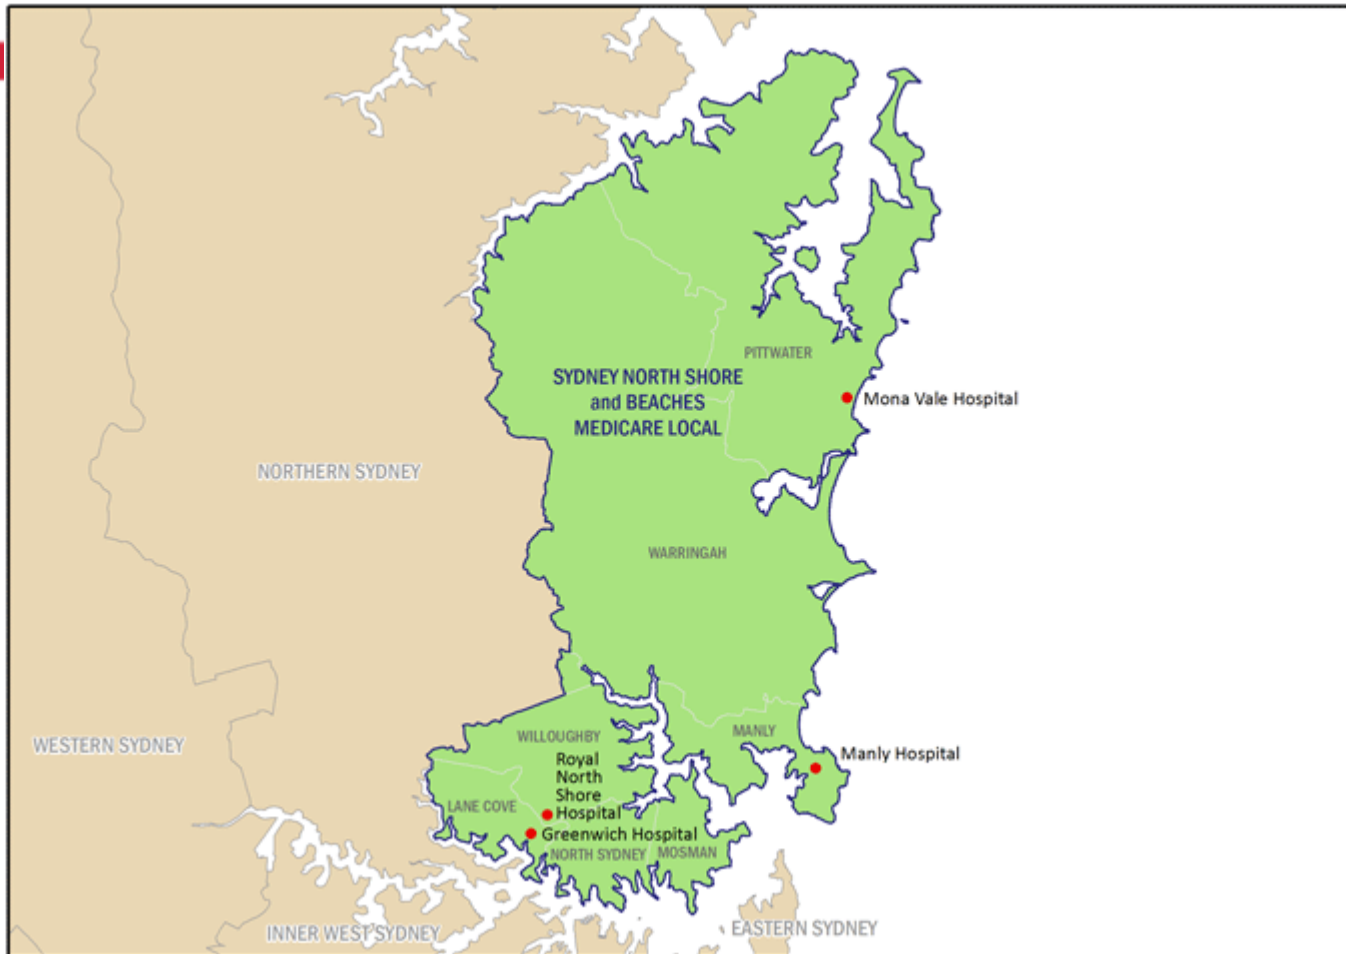 PITTWATER
SYDNEY NORTH SHORE
and BEACHES
MEDICARE LOCAL
Mona Vale Hospital
NORTHERN SYDNEY
WARRINGAH
WESTERN SYDNEY
WILLOUGHBY
MANLY
Manly Hospital
Royal
North
Shore
Hospital
LANE COVE
Greenwich Hospital
NORTH SYDNEY
MOSMAN
INNER WEST SYDNEY
EASTERN SYDNEY